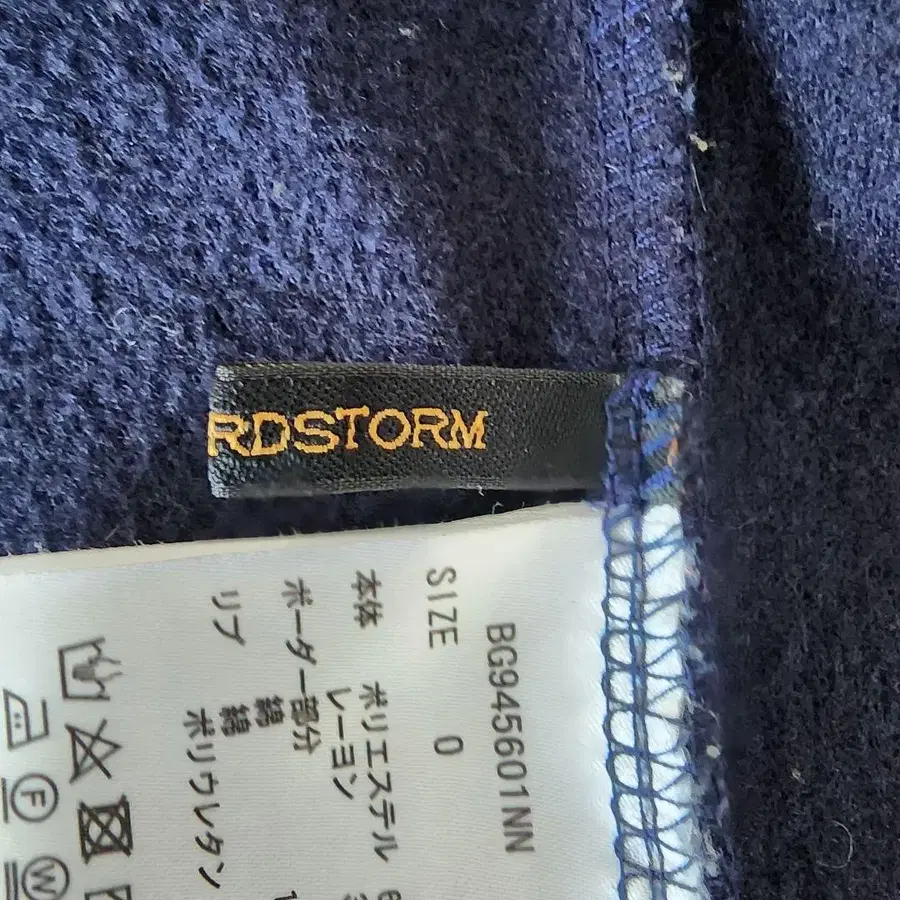 RDSTORM
BG945601NN
SIZE 0
本体 ポリエステル
レーヨン
ボーダー部分
綿
リブ 綿
ポリウレタン
F
W